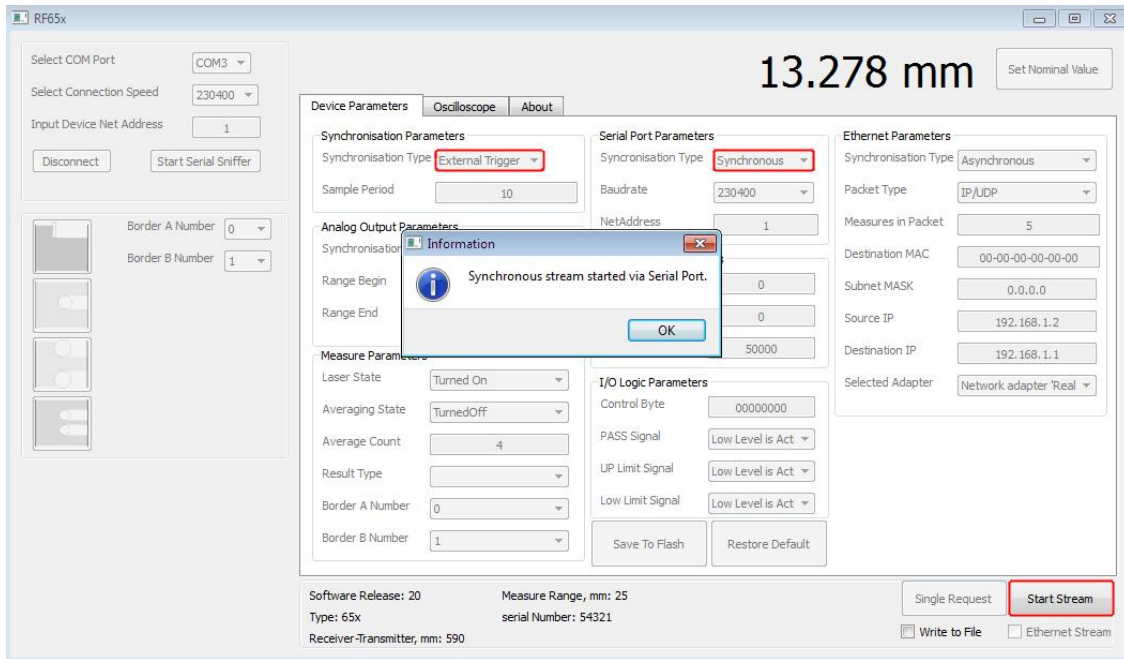 RF65x
Select COM Port COM3
Select Connection Speed 230400
Input Device Net Address 1
Disconnect Start Serial Sniffer
Border A Number 0
Border B Number 1
13.278 mm Set Nominal Value
Device Parameters Oscilloscope About
Synchronisation Parameters
Synchronisation Type External Trigger
Sample Period 10
Analog Output Parameters
Synchronisation
Range Begin
Range End
Measure Parameters
Laser State Turned On
Averaging State TurnedOff
Average Count 4
Result Type
Border A Number 0
Border B Number 1
Serial Port Parameters
Syncronisation Type Synchronous
Baudrate 230400
NetAddress 1
0
0
50000
I/O Logic Parameters
Control Byte 00000000
PASS Signal Low Level is Act
UP Limit Signal Low Level is Act
Low Limit Signal Low Level is Act
Save To Flash Restore Default
Ethernet Parameters
Synchronisation Type Asynchronous
Packet Type IP/UDP
Measures in Packet 5
Destination MAC 00-00-00-00-00-00
Subnet MASK 0.0.0.0
Source IP 192.168.1.2
Destination IP 192.168.1.1
Selected Adapter Network adapter 'Real
Information
Synchronous stream started via Serial Port.
OK
Software Release: 20 Measure Range, mm: 25
Type: 65x serial Number: 54321
Receiver-Transmitter, mm: 590
Single Request Start Stream
Write to File Ethernet Stream